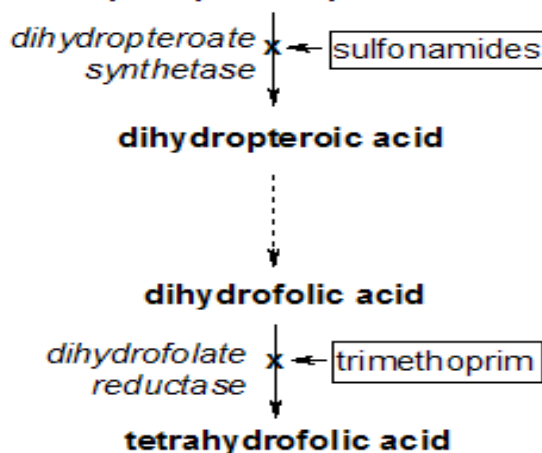 dihydropteroate
synthetase
x
sulfonamides
dihydropteroic acid
dihydrofolic acid
dihydrofolate
reductase
x
trimethoprim
tetrahydrofolic acid